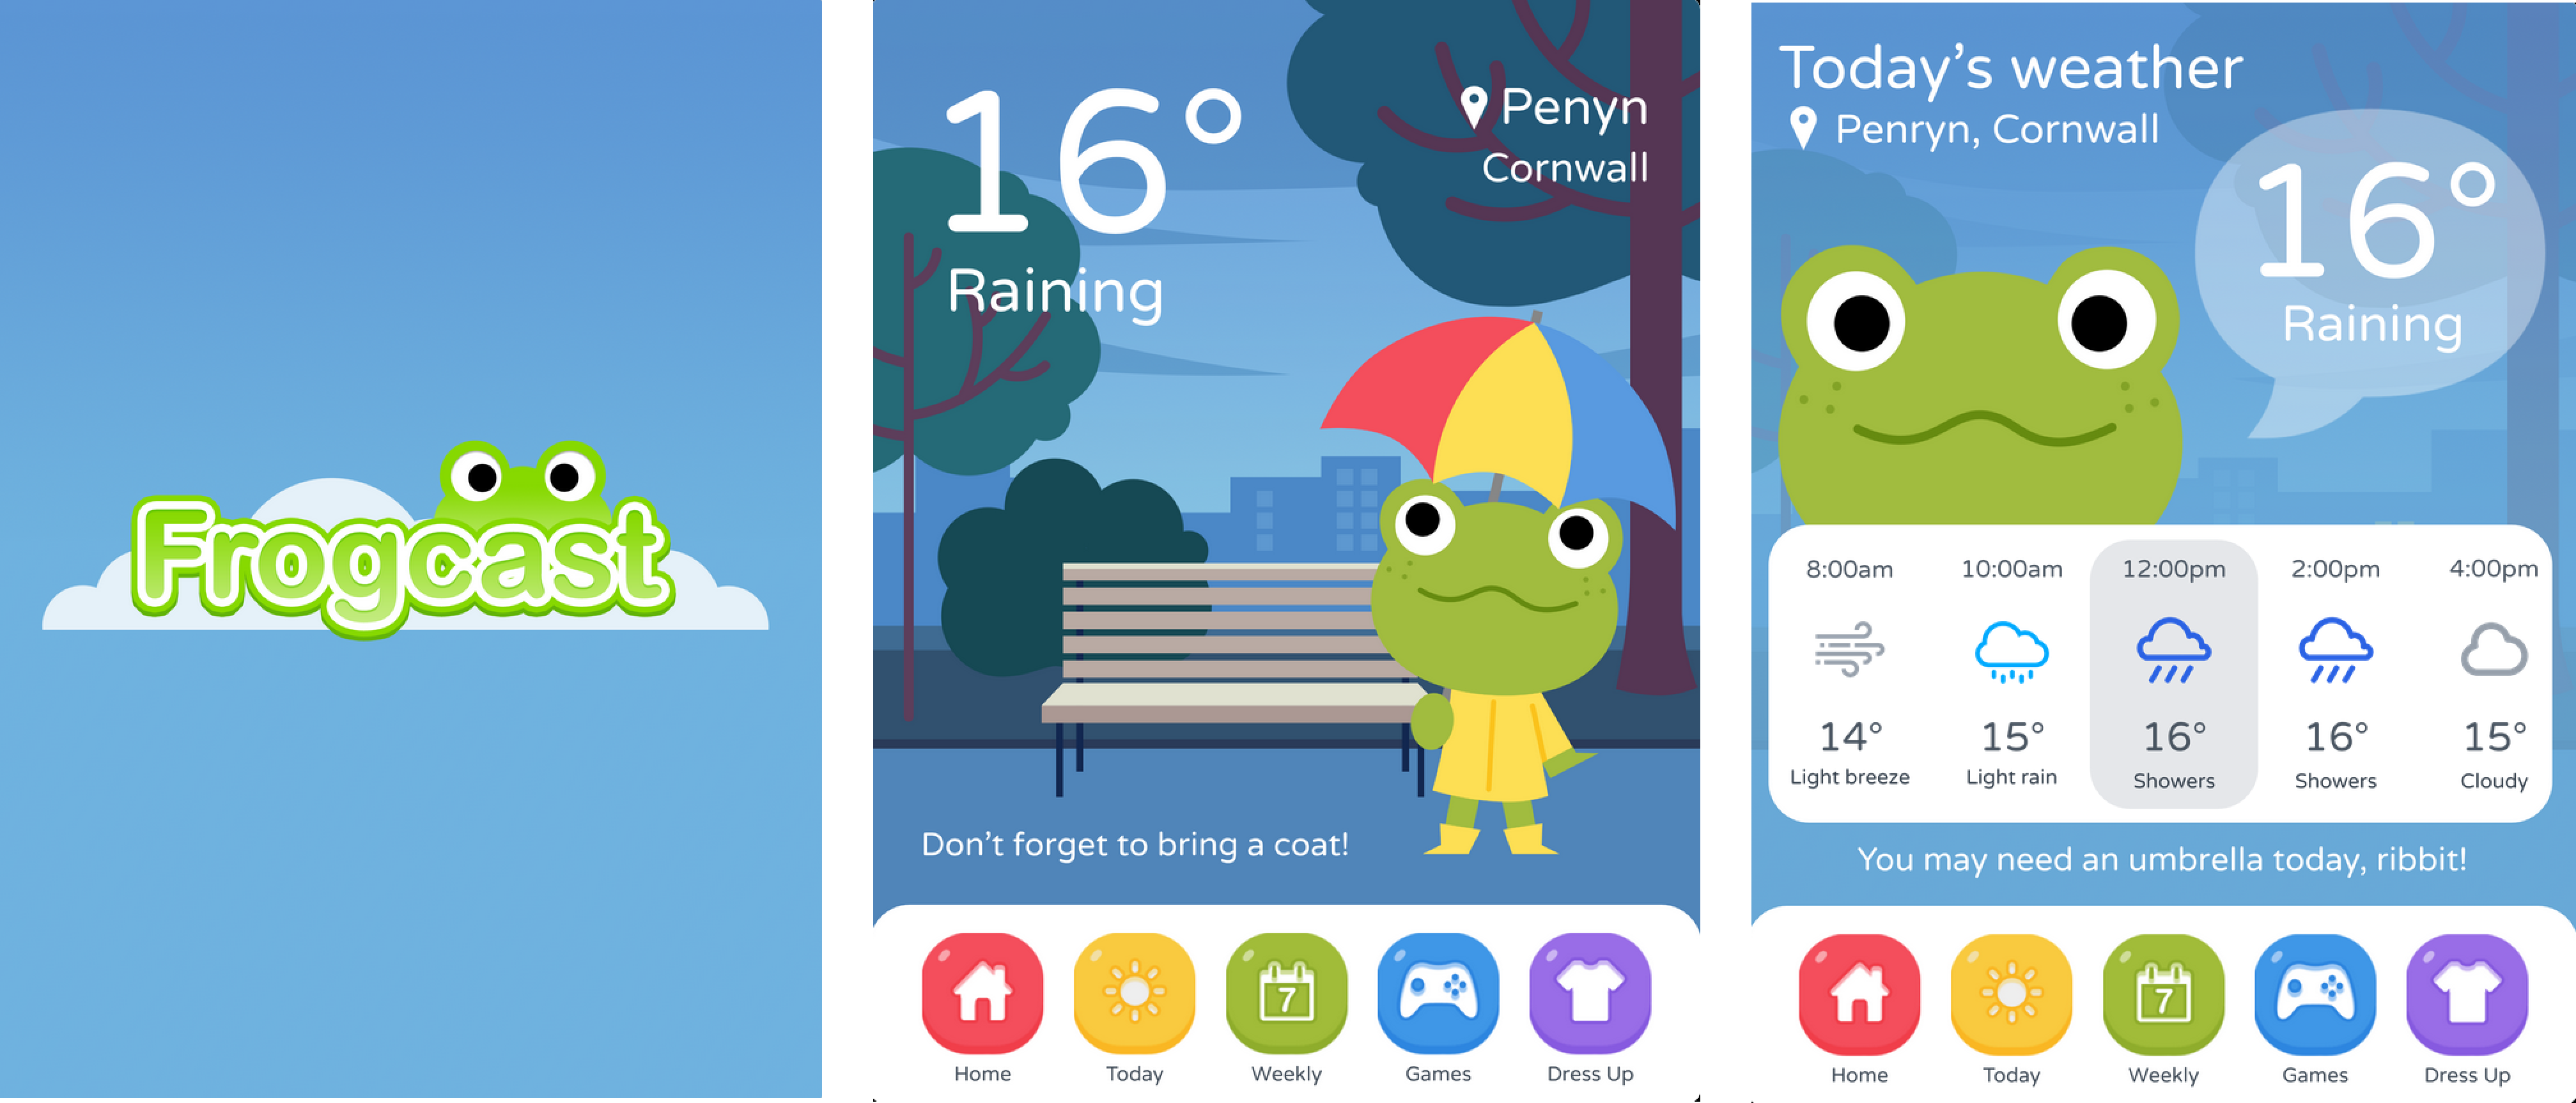 Frogcast
16°
Raining
Penyn
Cornwall
Don't forget to bring a coat!
7
Home Today Weekly Games Dress Up
Today's weather
Penryn, Cornwall
16°
Raining
8:00am 10:00am 12:00pm 2:00pm 4:00pm
14° 15° 16° 16° 15°
Light breeze Light rain Showers Showers Cloudy
You may need an umbrella today, ribbit!
7
Home Today Weekly Games Dress Up